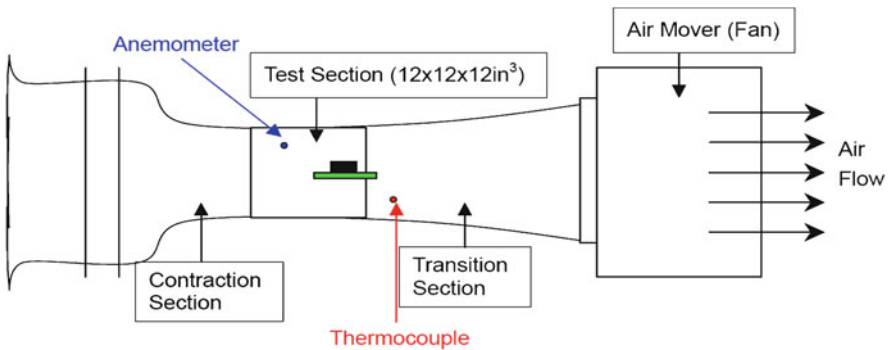 Anemometer
Test Section (12x12x12in³)
Air Mover (Fan)
Air
Flow
Contraction
Section
Transition
Section
Thermocouple